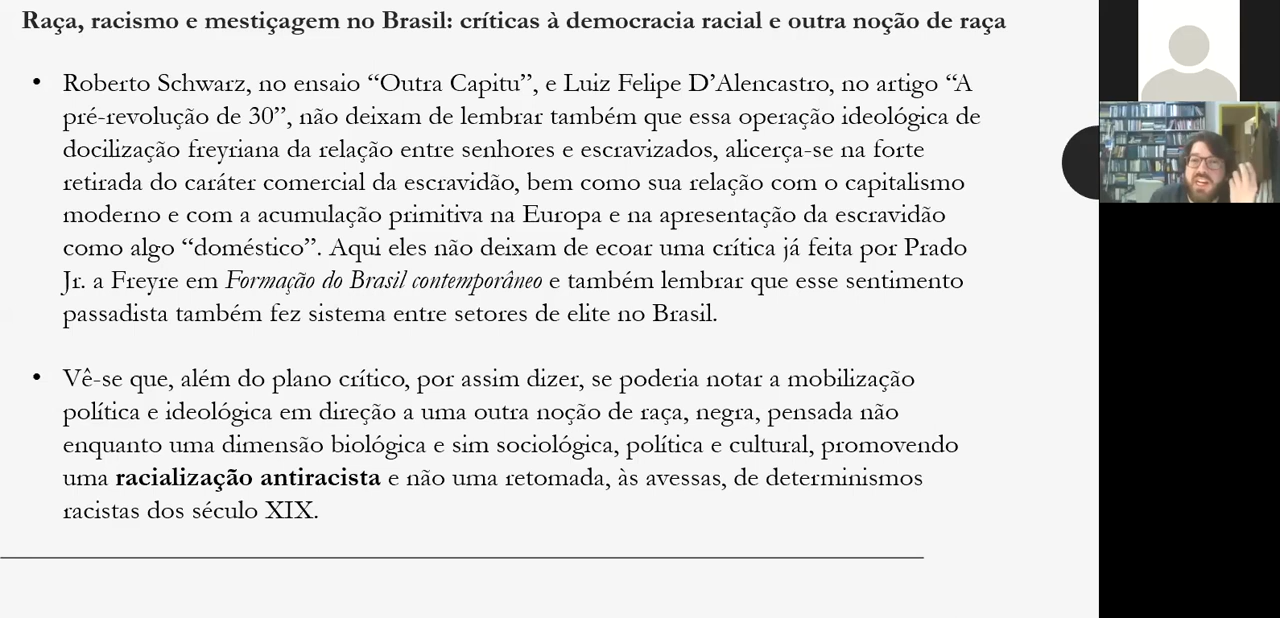 Raça, racismo e mestiçagem no Brasil: críticas à democracia racial e outra noção de raça
• Roberto Schwarz, no ensaio “Outra Capitu”, e Luiz Felipe D’Alencastro, no artigo “A
pré-revolução de 30”, não deixam de lembrar também que essa operação ideológica de
docilização freyriana da relação entre senhores e escravizados, alicerça-se na forte
retirada do caráter comercial da escravidão, bem como sua relação com o capitalismo
moderno e com a acumulação primitiva na Europa e na apresentação da escravidão
como algo “doméstico”. Aqui eles não deixam de ecoar uma crítica já feita por Prado
Jr. a Freyre em Formação do Brasil contemporâneo e também lembrar que esse sentimento
passadista também fez sistema entre setores de elite no Brasil.
• Vê-se que, além do plano crítico, por assim dizer, se poderia notar a mobilização
política e ideológica em direção a uma outra noção de raça, negra, pensada não
enquanto uma dimensão biológica e sim sociológica, política e cultural, promovendo
uma racialização antiracista e não uma retomada, às avessas, de determinismos
racistas dos século XIX.